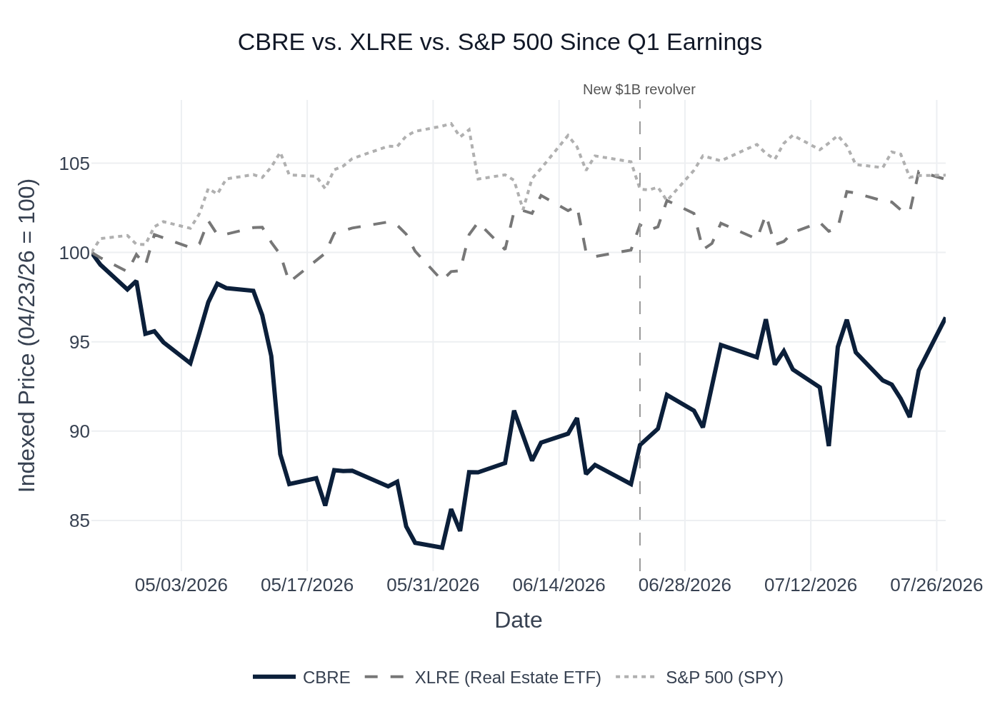 CBRE vs. XLRE vs. S&P 500 Since Q1 Earnings
New $1B revolver
Indexed Price (04/23/26 = 100)
105
100
95
90
85
05/03/2026 05/17/2026 05/31/2026 06/14/2026 06/28/2026 07/12/2026 07/26/2026
Date
CBRE XLRE (Real Estate ETF) S&P 500 (SPY)